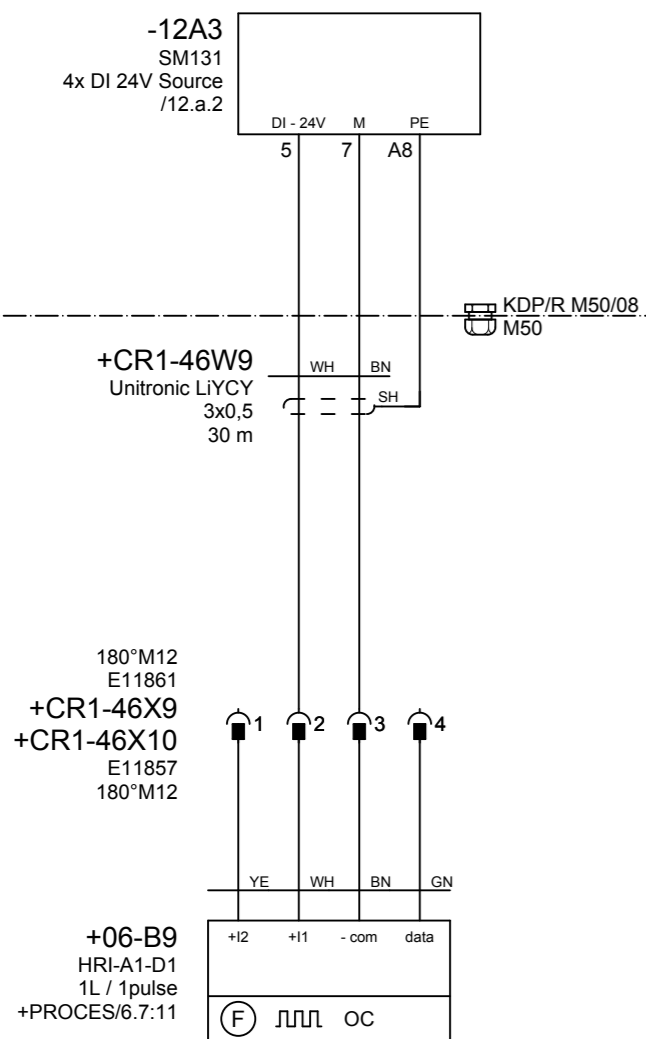 -12A3
SM131
4x DI 24V Source
/12.a.2
DI - 24V M PE
5 7 A8
KDP/R M50/08
M50
+CR1-46W9
Unitronic LiYCY
3x0,5
30 m
WH BN
SH
180°M12
E11861
+CR1-46X9
+CR1-46X10
E11857
180°M12
1 2 3 4
YE WH BN GN
+06-B9
HRI-A1-D1
1L / 1pulse
+PROCES/6.7:11
+I2 +I1 - com data
F OC